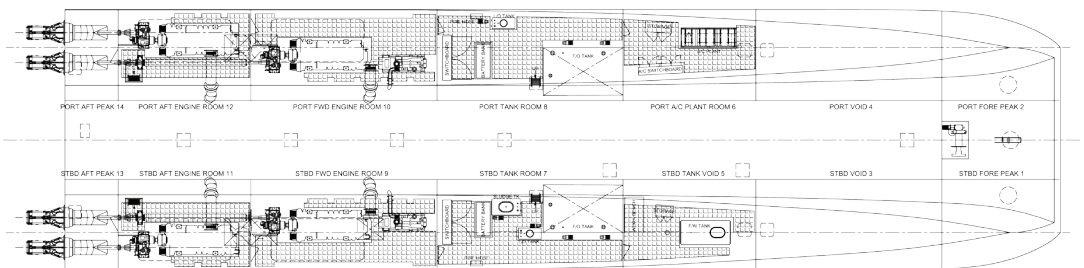 L/O TANK
SWITCHBOARD
BATTERY BANK
F/O TANK
A/C SWITCHBOARD
PORT AFT PEAK 14
PORT AFT ENGINE ROOM 12
PORT FWD ENGINE ROOM 10
PORT TANK ROOM 8
PORT A/C PLANT ROOM 6
PORT VOID 4
PORT FORE PEAK 2
STBD AFT PEAK 13
STBD AFT ENGINE ROOM 11
STBD FWD ENGINE ROOM 9
STBD TANK ROOM 7
STBD TANK VOID 5
STBD VOID 3
STBD FORE PEAK 1
SLUDGE TK
SWITCHBOARD
BATTERY BANK
F/O TANK
F/W TANK